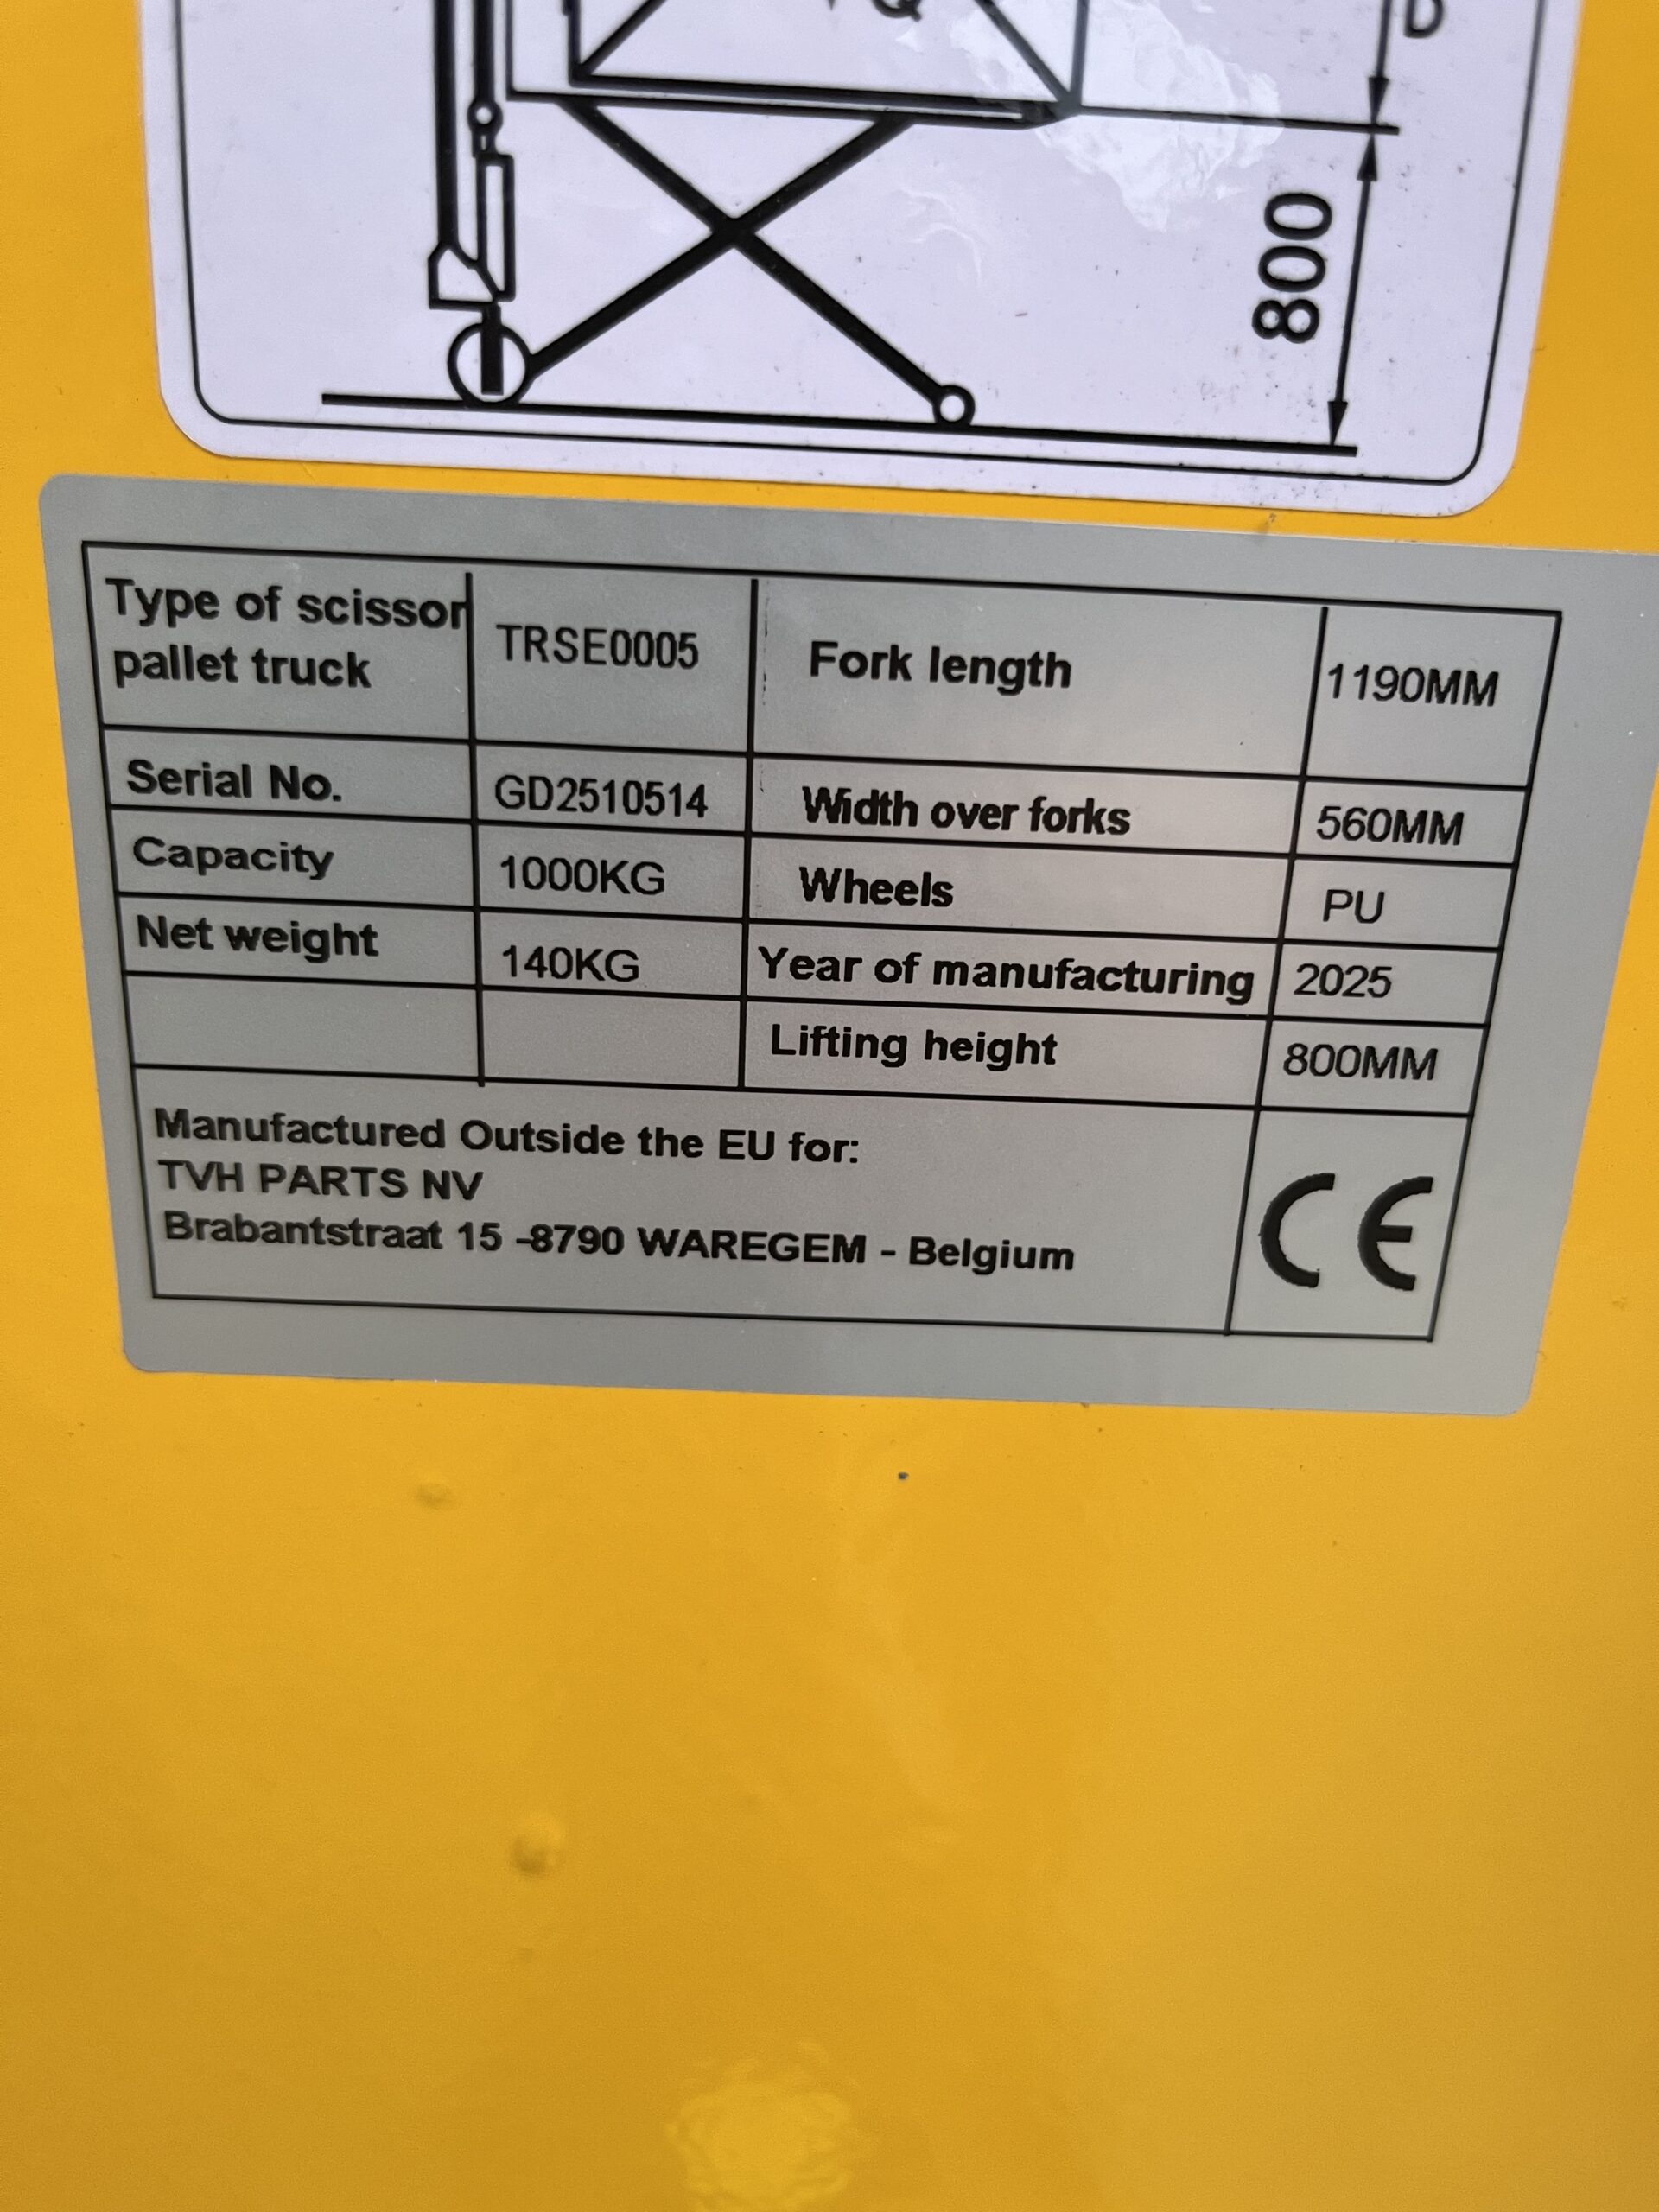 D
Q
800
Type of scissor
pallet truck
TRSE0005
Fork length
1190MM
Serial No.
GD2510514
Width over forks
560MM
Capacity
1000KG
Wheels
PU
Net weight
140KG
Year of manufacturing
2025
Lifting height
800MM
Manufactured Outside the EU for:
TVH PARTS NV
Brabantstraat 15 -8790 WAREGEM - Belgium
CE